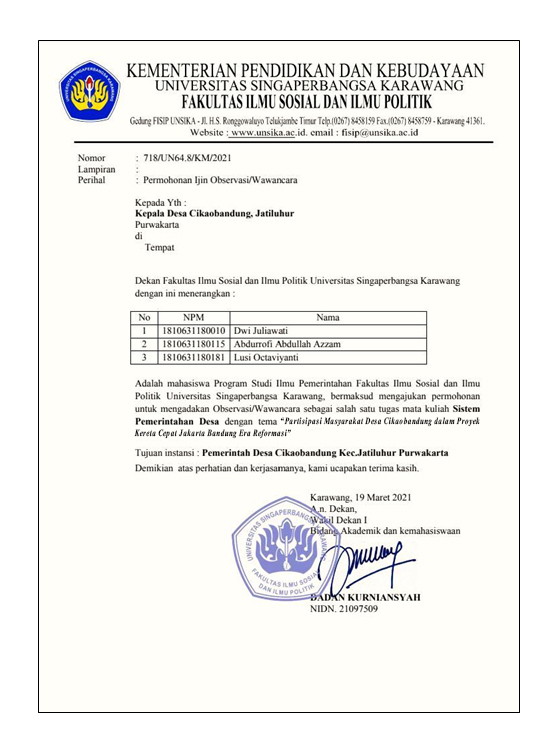 KEMENTERIAN PENDIDIKAN DAN KEBUDAYAAN
UNIVERSITAS SINGAPERBANGSA KARAWANG
FAKULTAS ILMU SOSIAL DAN ILMU POLITIK
Gedung FISIP UNSIKA - Jl. H.S. Ronggowaluyo Telukjambe Timur Telp.(0267) 8458159 Fax.(0267) 8458759 - Karawang 41361.
Website : www.unsika.ac.id. email : fisip@unsika.ac.id
Nomor : 718/UN64.8/KM/2021
Lampiran :
Perihal : Permohonan Ijin Observasi/Wawancara
Kepada Yth :
Kepala Desa Cikaobandung, Jatiluhur
Purwakarta
di
Tempat
Dekan Fakultas Ilmu Sosial dan Ilmu Politik Universitas Singaperbangsa Karawang
dengan ini menerangkan :
No NPM Nama
1 1810631180010 Dwi Juliawati
2 1810631180115 Abdurrofi Abdullah Azzam
3 1810631180181 Lusi Octaviyanti
Adalah mahasiswa Program Studi Ilmu Pemerintahan Fakultas Ilmu Sosial dan Ilmu
Politik Universitas Singaperbangsa Karawang, bermaksud mengajukan permohonan
untuk mengadakan Observasi/Wawancara sebagai salah satu tugas mata kuliah Sistem
Pemerintahan Desa dengan tema "Partisipasi Masyarakat Desa Cikaobandung dalam Proyek
Kereta Cepat Jakarta Bandung Era Reformasi"
Tujuan instansi : Pemerintah Desa Cikaobandung Kec.Jatiluhur Purwakarta
Demikian atas perhatian dan kerjasamanya, kami ucapakan terima kasih.
Karawang, 19 Maret 2021
A.n. Dekan,
Wakil Dekan I
Bidang Akademik dan kemahasiswaan
UNIVERSITAS SINGAPERBANGSA KARAWANG
FAKULTAS ILMU SOSIAL
DAN ILMU POLITIK
DADAN KURNIANSYAH
NIDN. 21097509